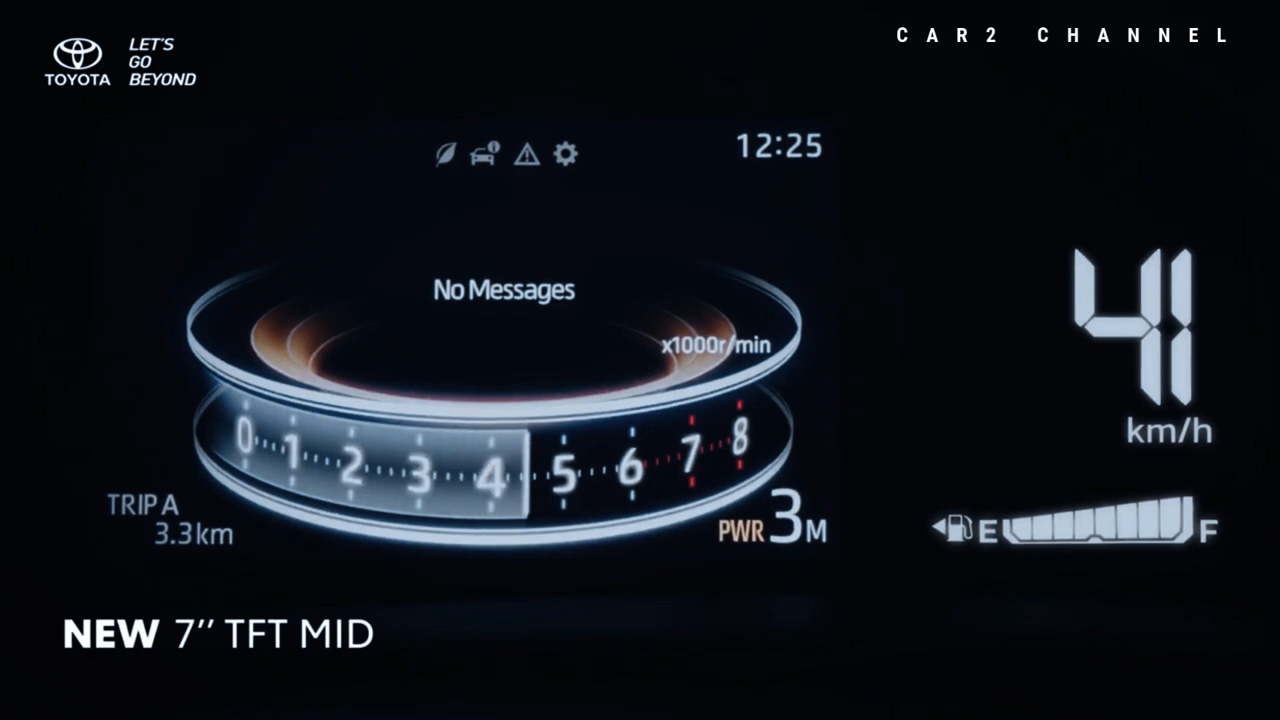 CAR2 CHANNEL
TOYOTA
LET'S
GO
BEYOND
12:25
No Messages
x1000r/min
0 1 2 3 4 5 6 7 8
TRIP A
3.3km
PWR 3M
41
km/h
E F
NEW 7’’ TFT MID